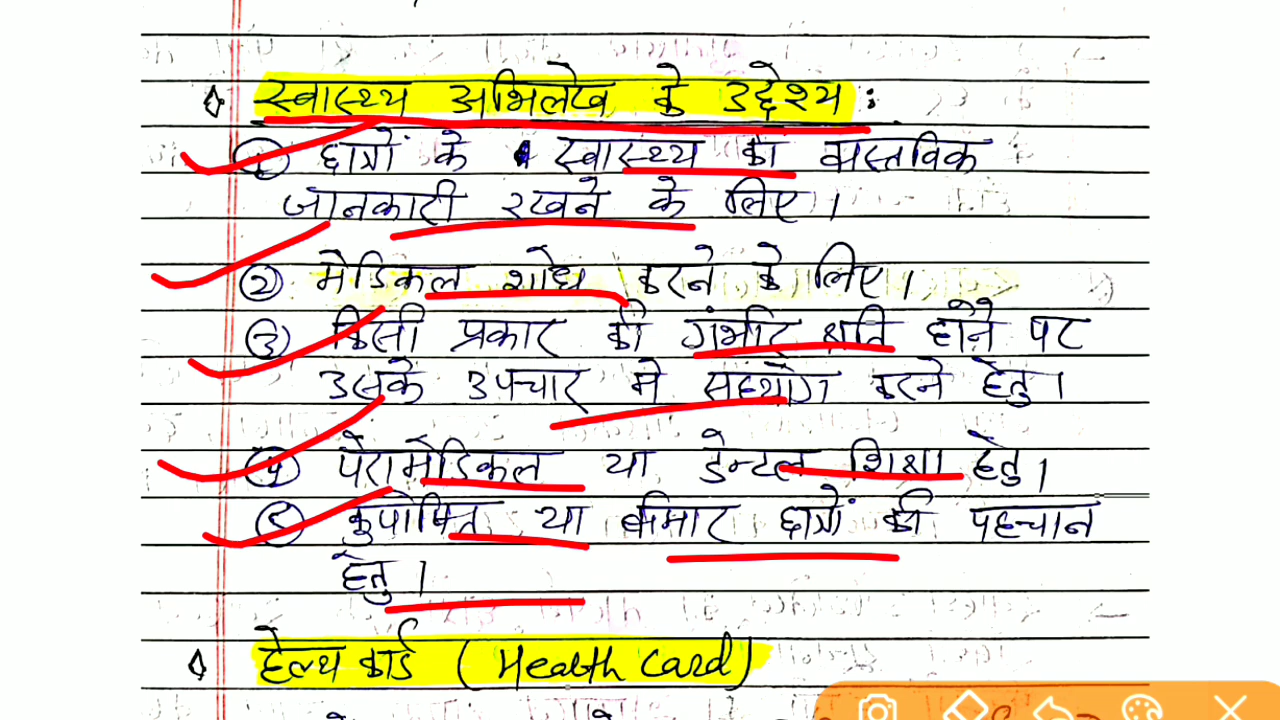 स्वास्थ्य अभिलेख के उद्देश्य :
① छात्रों के स्वास्थ्य की वास्तविक
जानकारी रखने के लिए।
② मेडिकल शोध करने के लिए।
③ किसी प्रकार की गंभीर क्षति होने पर
उसके उपचार मे सहयोग करने हेतु।
④ पेरामेडिकल या डेन्टल शिक्षा हेतु।
⑤ कुपोषित या बीमार छात्रों की पहचान
हेतु।
हेल्थ कार्ड (Health Card)